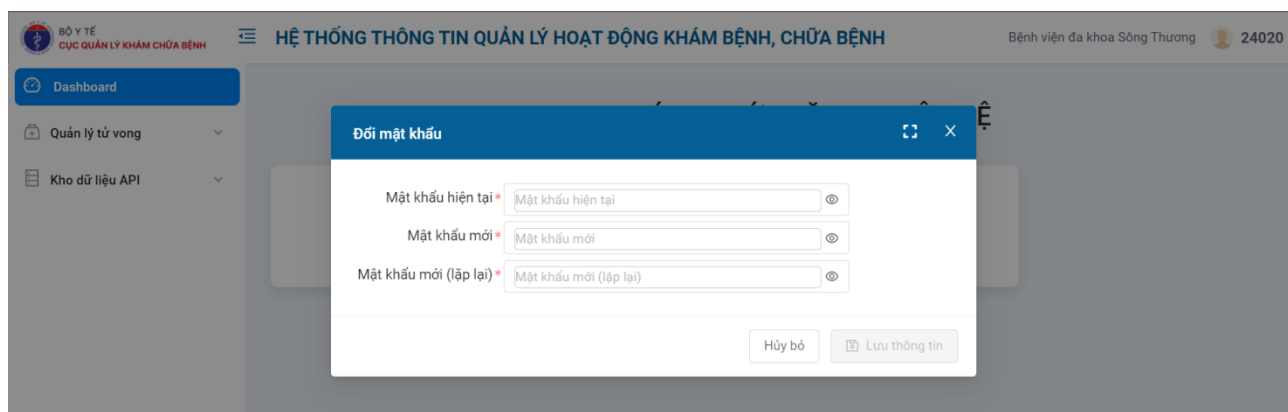 BỘ Y TẾ
CỤC QUẢN LÝ KHÁM CHỮA BỆNH
HỆ THỐNG THÔNG TIN QUẢN LÝ HOẠT ĐỘNG KHÁM BỆNH, CHỮA BỆNH
Bệnh viện đa khoa Sông Thương
24020
Dashboard
Quản lý tử vong
Kho dữ liệu API
Đổi mật khẩu
Mật khẩu hiện tại*
Mật khẩu hiện tại
Mật khẩu mới*
Mật khẩu mới
Mật khẩu mới (lặp lại)*
Mật khẩu mới (lặp lại)
Hủy bỏ
Lưu thông tin